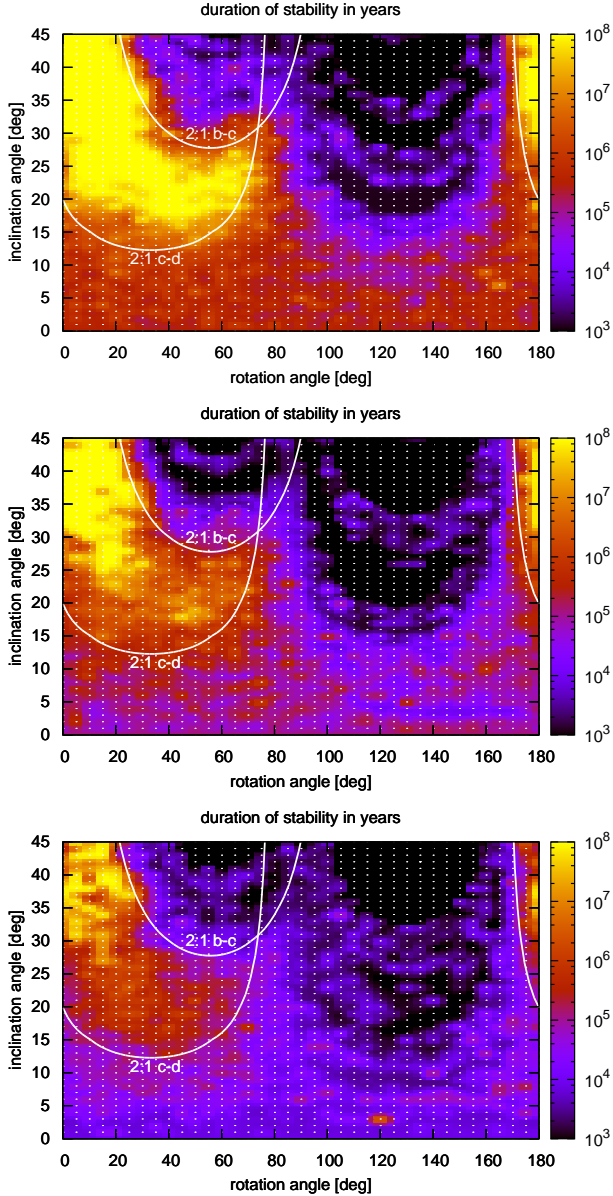 duration of stability in years
45
40
35
30
25
20
15
10
5
0
inclination angle [deg]
2:1 b-c
2:1 c-d
0 20 40 60 80 100 120 140 160 180
rotation angle [deg]
10^8
10^7
10^6
10^5
10^4
10^3
duration of stability in years
45
40
35
30
25
20
15
10
5
0
inclination angle [deg]
2:1 b-c
2:1 c-d
0 20 40 60 80 100 120 140 160 180
rotation angle [deg]
10^8
10^7
10^6
10^5
10^4
10^3
duration of stability in years
45
40
35
30
25
20
15
10
5
0
inclination angle [deg]
2:1 b-c
2:1 c-d
0 20 40 60 80 100 120 140 160 180
rotation angle [deg]
10^8
10^7
10^6
10^5
10^4
10^3